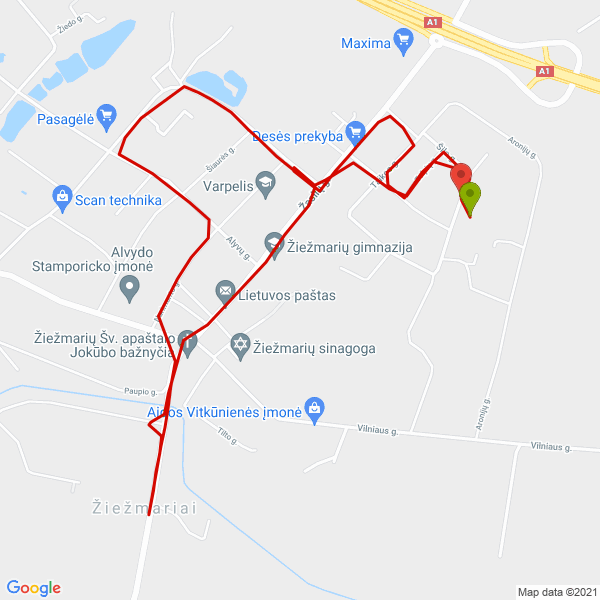 Žiedo g.
A1
Maxima
A1
Pasagėlė
Desės prekyba
Šilo g.
Aronijų g.
Šiaurės g.
Varpelis
Scan technika
Alyvų g.
Žiežmarių gimnazija
Alvydo
Stamporicko įmonė
Lietuvos paštas
Žiežmarių Šv. apaštalo
Jokūbo bažnyčia
Žiežmarių sinagoga
Paupio g.
Aidos Vitkūnienės įmonė
Tilto g.
Vilniaus g.
Aronijų g.
Vilniaus g.
Žiežmariai
Google
Map data ©2021